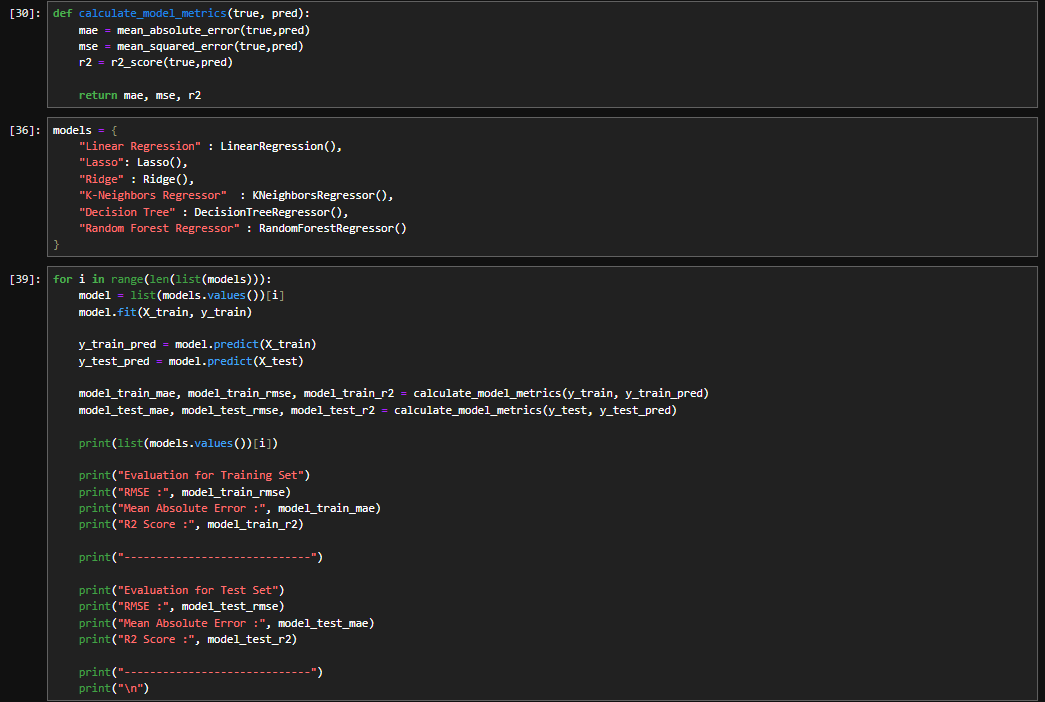 [30]: def calculate_model_metrics(true, pred):
    mae = mean_absolute_error(true,pred)
    mse = mean_squared_error(true,pred)
    r2 = r2_score(true,pred)

    return mae, mse, r2
[36]: models = {
    "Linear Regression" : LinearRegression(),
    "Lasso": Lasso(),
    "Ridge" : Ridge(),
    "K-Neighbors Regressor"  : KNeighborsRegressor(),
    "Decision Tree" : DecisionTreeRegressor(),
    "Random Forest Regressor" : RandomForestRegressor()
}
[39]: for i in range(len(list(models))):
    model = list(models.values())[i]
    model.fit(X_train, y_train)

    y_train_pred = model.predict(X_train)
    y_test_pred = model.predict(X_test)

    model_train_mae, model_train_rmse, model_train_r2 = calculate_model_metrics(y_train, y_train_pred)
    model_test_mae, model_test_rmse, model_test_r2 = calculate_model_metrics(y_test, y_test_pred)

    print(list(models.values())[i])

    print("Evaluation for Training Set")
    print("RMSE :", model_train_rmse)
    print("Mean Absolute Error :", model_train_mae)
    print("R2 Score :", model_train_r2)

    print("-----------------------------")

    print("Evaluation for Test Set")
    print("RMSE :", model_test_rmse)
    print("Mean Absolute Error :", model_test_mae)
    print("R2 Score :", model_test_r2)

    print("-----------------------------")
    print("\n")